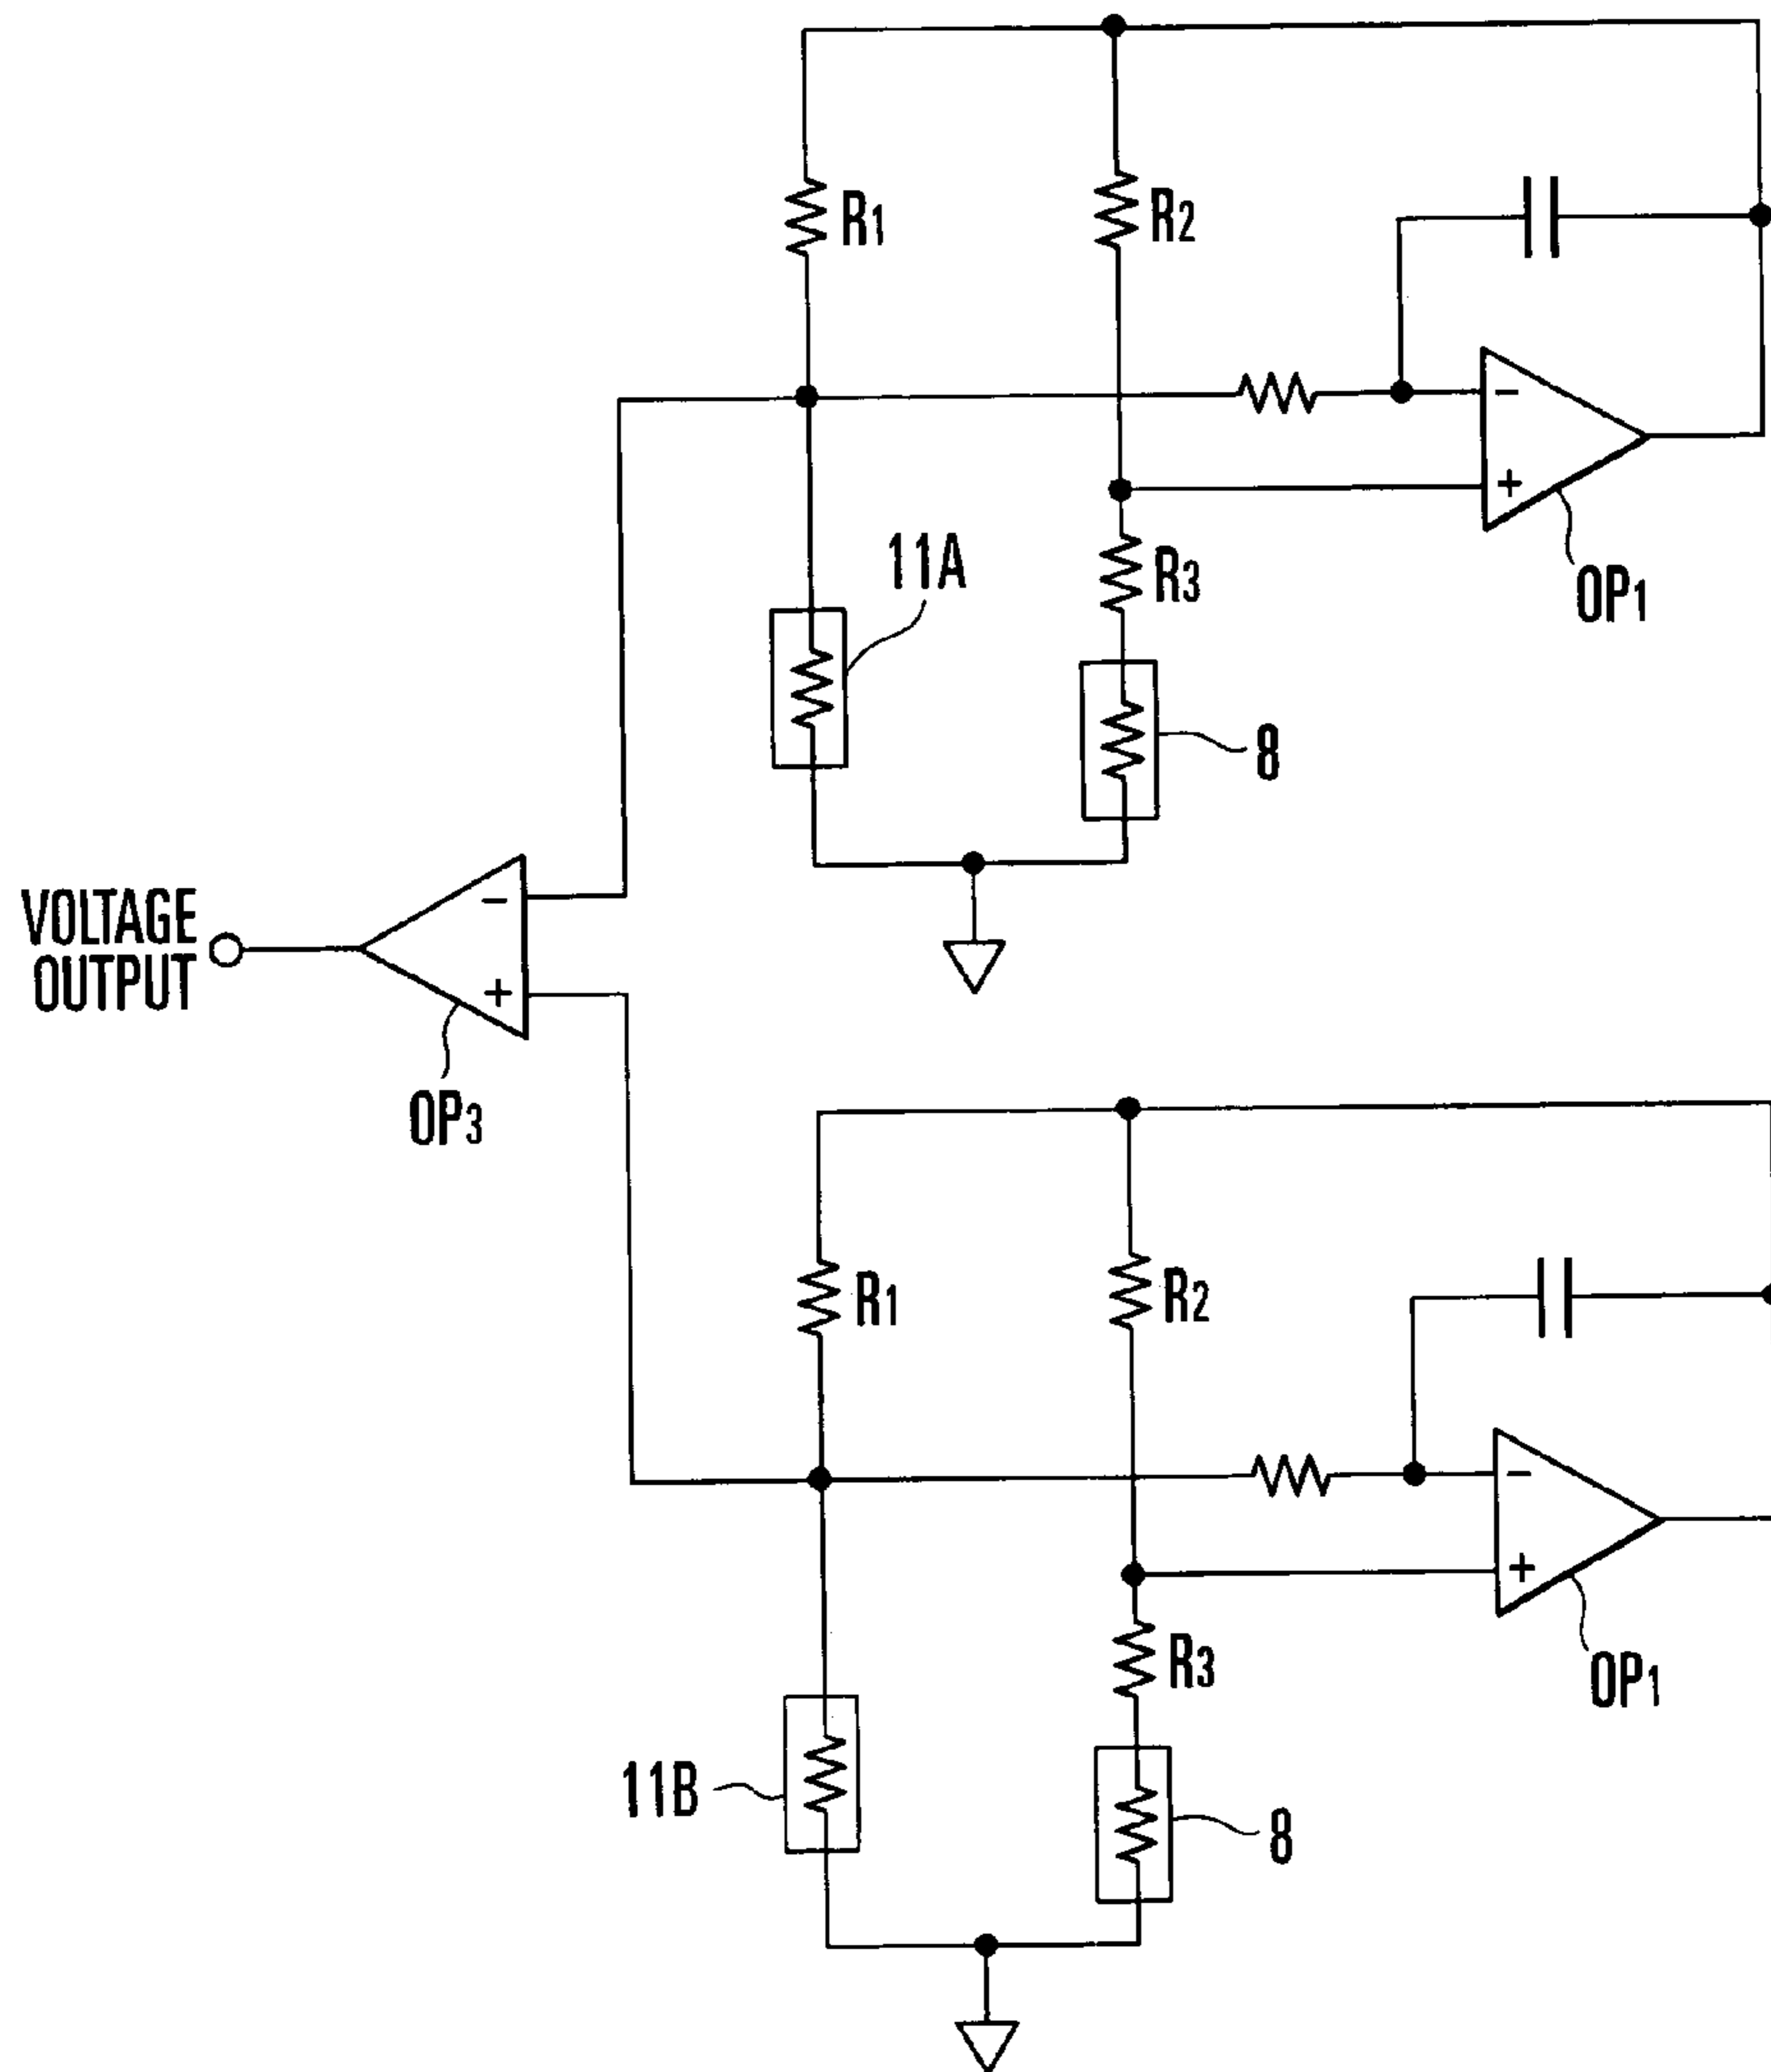 R1
R2
-
+
11A
R3
OP1
8
VOLTAGE
OUTPUT
-
+
OP3
R1
R2
-
+
R3
OP1
11B
8